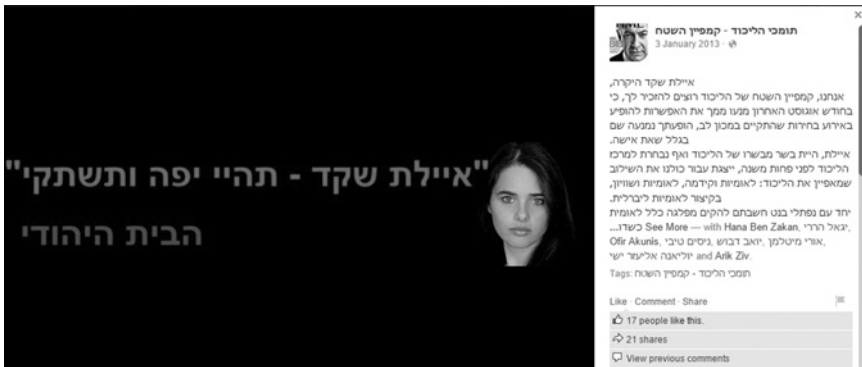 "איילת שקד - תהיי יפה ותשתקי"
הבית היהודי
תומכי הליכוד - קמפיין השטח
3 January 2013
איילת שקד היקרה,
אנחנו, קמפיין השטח של הליכוד רוצים להזכיר לך, כי
בחודש אוגוסט האחרון מנעו ממך את האפשרות להופיע
באירוע בחירות שהתקיים במכון לב, הופעתך נמנעה שם
בגלל שאת אישה.
איילת, היית בשר מבשרו של הליכוד ואף נבחרת למרכז
הליכוד לפני פחות משנה, ייצגת עבור כולנו את השילוב
שמאפיין את הליכוד: לאומיות וקידמה, לאומיות ושוויון,
בקיצור לאומיות ליברלית.
יחד עם נפתלי בנט חשבתם להקים מפלגה כלל לאומית
כשדו... See More — with Hana Ben Zakan, יגאל הררי,
Ofir Akunis, אורי מיטלמן, יואב דבוש, ניסים טיבי,
יוליאנה אליעזר ישי and Arik Ziv.
Tags: תומכי הליכוד - קמפיין השטח
Like · Comment · Share
17 people like this.
21 shares
View previous comments